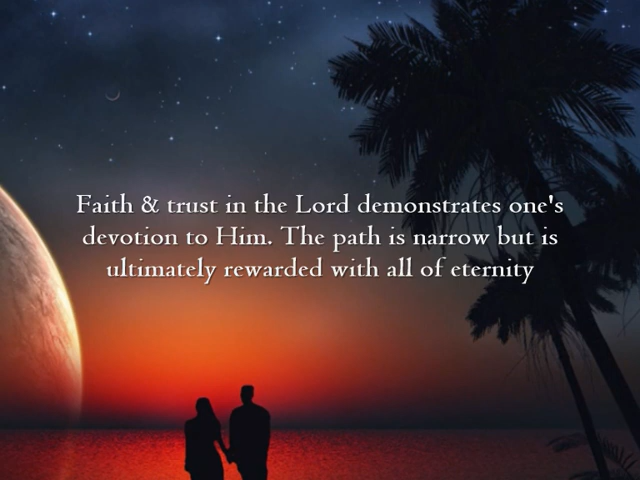 Faith & trust in the Lord demonstrates one's
devotion to Him. The path is narrow but is
ultimately rewarded with all of eternity